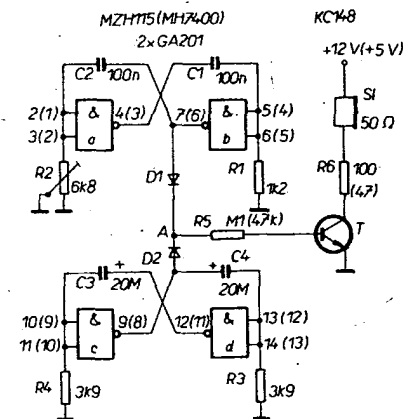 MZH115(MH7400)
2xGA201
KC148
+12 V(+5 V)
C2
100n
C1
100n
Sl
50 Ω
2(1)
3(2)
&
a
4(3)
7(6)
&
b
5(4)
6(5)
R2
6k8
D1
R1
1k2
R6
100
(47)
A
R5
M1(47k)
T
D2
C3
+
20M
+
C4
20M
10(9)
11(10)
&
c
9(8)
12(11)
&
d
13(12)
14(13)
R4
3k9
R3
3k9